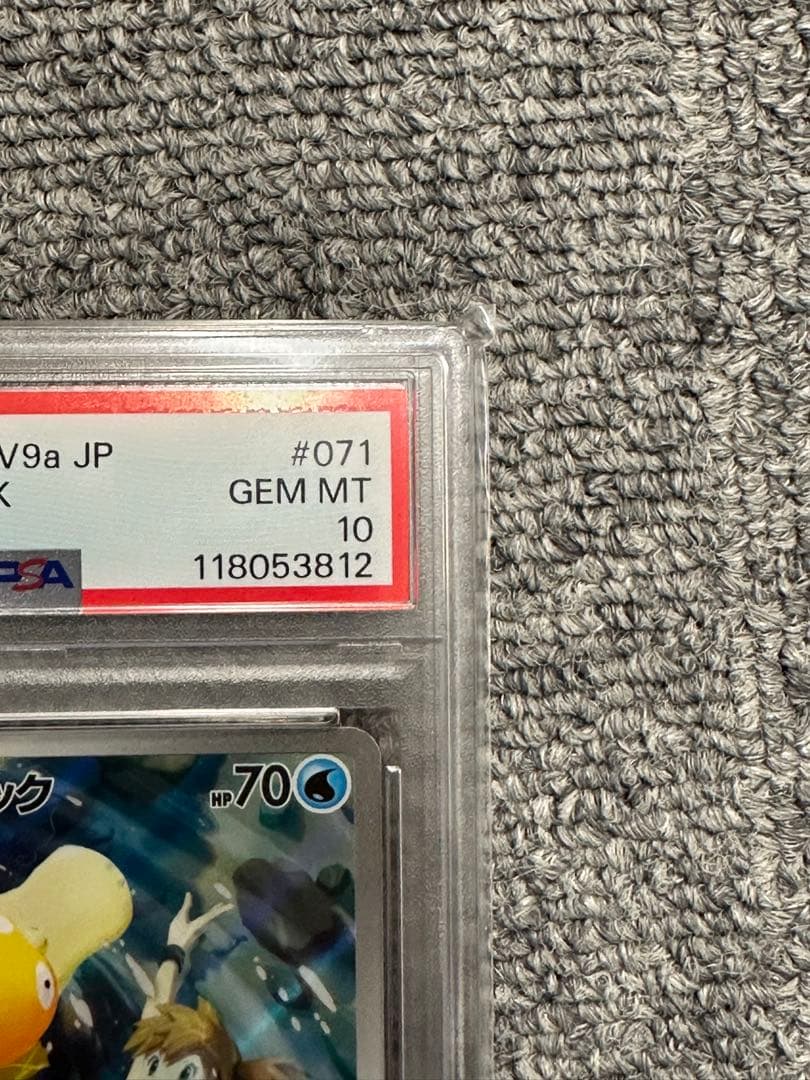 V9a JP #071
K GEM MT
10
PSA 118053812
ック HP70